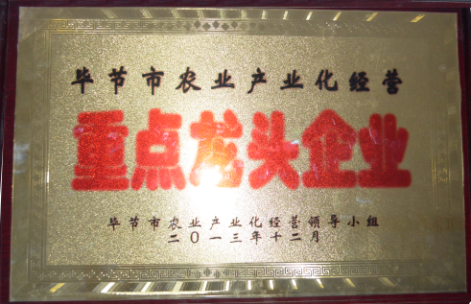 毕节市农业产业化经营
重点龙头企业
毕节市农业产业化经营领导小组
二〇一三年十二月